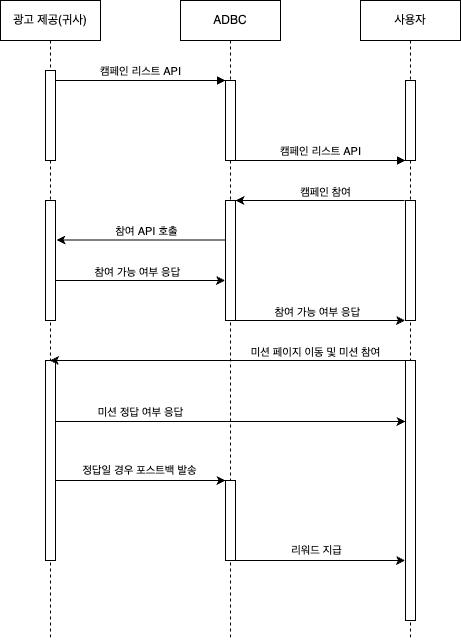 광고 제공(귀사)
ADBC
사용자
캠페인 리스트 API
캠페인 리스트 API
캠페인 참여
참여 API 호출
참여 가능 여부 응답
참여 가능 여부 응답
미션 페이지 이동 및 미션 참여
미션 정답 여부 응답
정답일 경우 포스트백 발송
리워드 지급